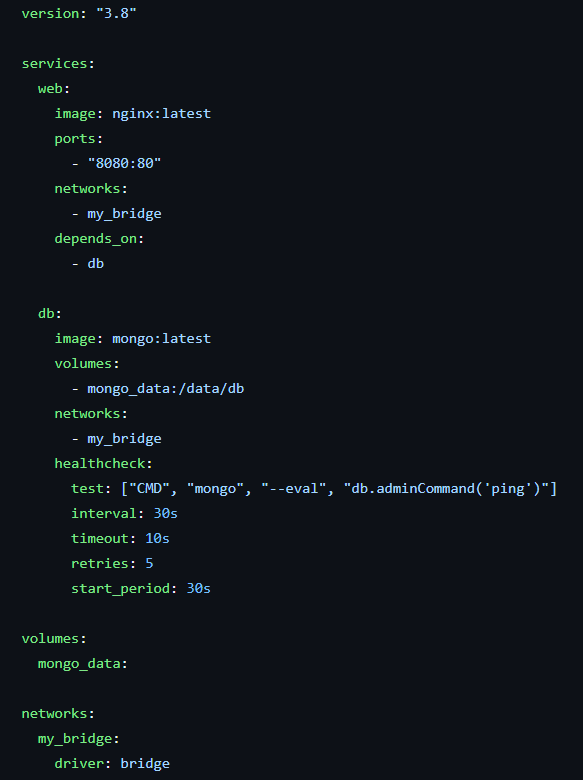 version: "3.8"

services:
  web:
    image: nginx:latest
    ports:
      - "8080:80"
    networks:
      - my_bridge
    depends_on:
      - db

  db:
    image: mongo:latest
    volumes:
      - mongo_data:/data/db
    networks:
      - my_bridge
    healthcheck:
      test: ["CMD", "mongo", "--eval", "db.adminCommand('ping')"]
      interval: 30s
      timeout: 10s
      retries: 5
      start_period: 30s

volumes:
  mongo_data:

networks:
  my_bridge:
    driver: bridge